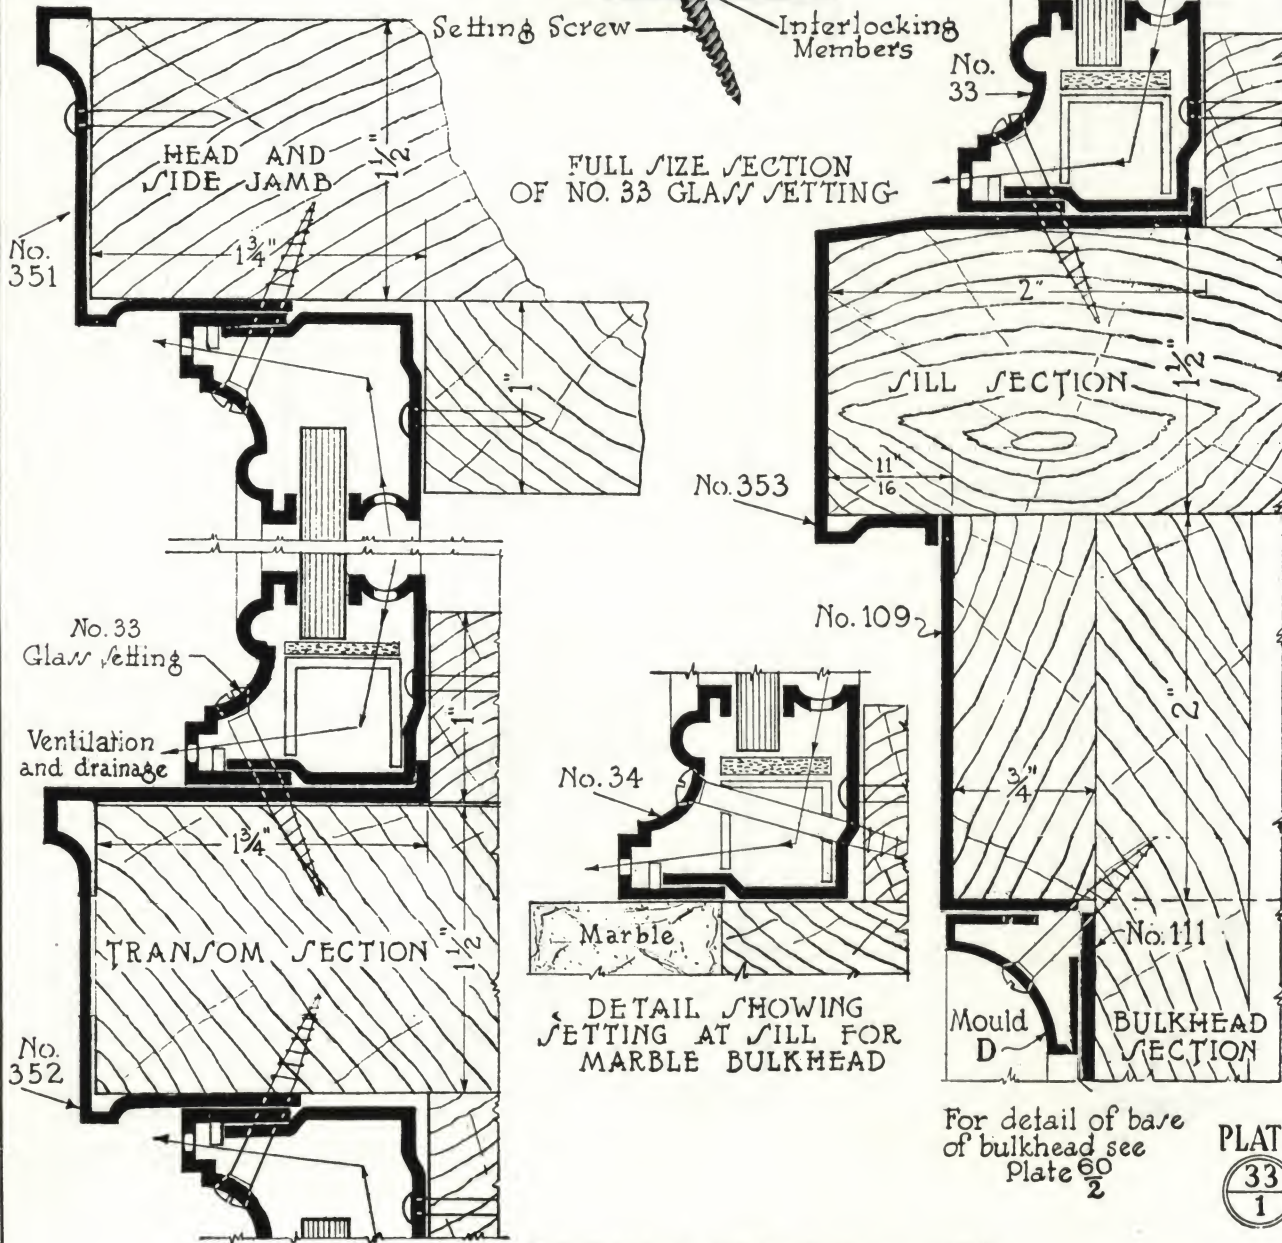 Setting Screw
Interlocking
Members
No.
33
HEAD AND
SIDE JAMB
1½"
FULL SIZE SECTION
OF NO. 33 GLASS SETTING
No.
351
1¾"
2"
1"
SILL SECTION
1½"
11"
16
No. 353
No. 33
Glass Setting
No. 109
Ventilation
and drainage
1"
2"
No. 34
¾"
1¾"
TRANSOM SECTION
1½"
Marble
No. 111
DETAIL SHOWING
SETTING AT SILL FOR
MARBLE BULKHEAD
Mould
D
BULKHEAD
SECTION
No.
352
For detail of base
of bulkhead see
Plate 60/2
PLAT
33
1